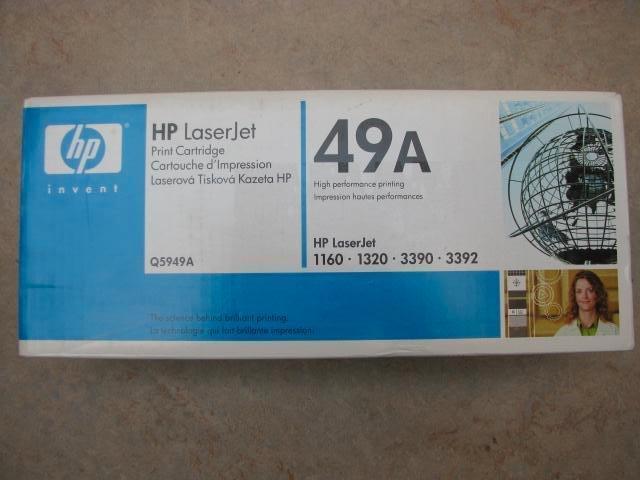 hp
invent
HP LaserJet
Print Cartridge
Cartouche d'Impression
Laserová Tisková Kazeta HP
Q5949A
49A
High performance printing
Impression hautes performances
HP LaserJet
1160 · 1320 · 3390 · 3392
The science behind brilliant printing.
La technologie qui fait brillante impression.